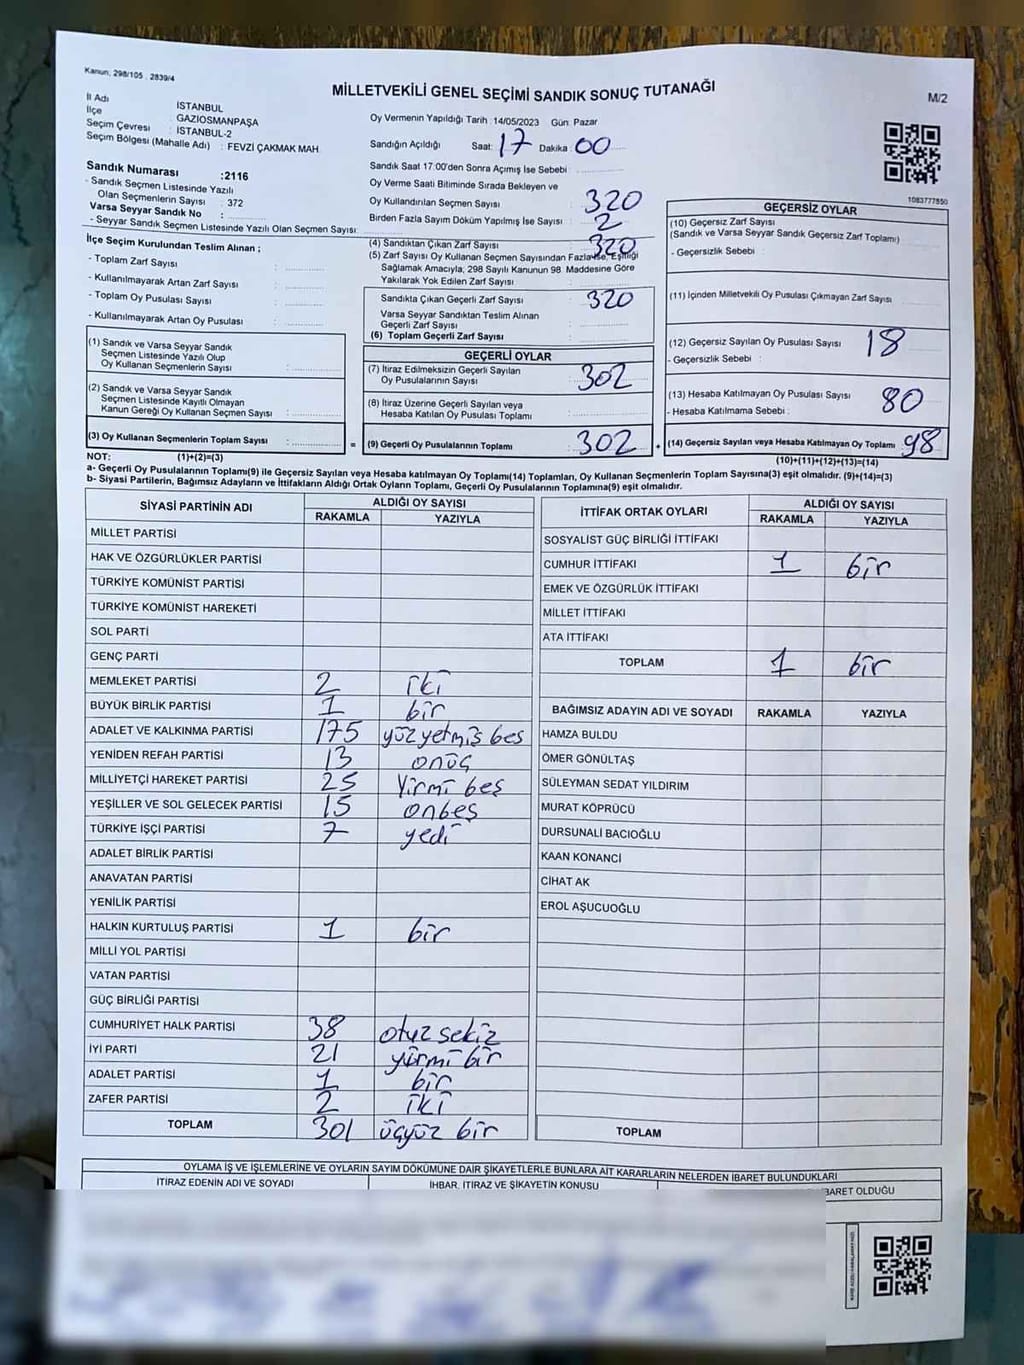 Kanun, 298/105 , 2839/4
MİLLETVEKİLİ GENEL SEÇİMİ SANDIK SONUÇ TUTANAĞI
M/2
İl Adı İSTANBUL
İlçe GAZİOSMANPAŞA
Seçim Çevresi : İSTANBUL-2
Seçim Bölgesi (Mahalle Adı) : FEVZİ ÇAKMAK MAH.
Sandık Numarası :2116
- Sandık Seçmen Listesinde Yazılı
Olan Seçmenlerin Sayısı : 372
Varsa Seyyar Sandık No :
- Seyyar Sandık Seçmen Listesinde Yazılı Olan Seçmen Sayısı:
Oy Vermenin Yapıldığı Tarih :14/05/2023 Gün: Pazar
Sandığın Açıldığı Saat: 17 Dakika: 00
Sandık Saat 17:00'den Sonra Açımış İse Sebebi :
Oy Verme Saati Bitiminde Sırada Bekleyen ve
Oy Kullandırılan Seçmen Sayısı : 320
Birden Fazla Sayım Döküm Yapılmış İse Sayısı : 2
1083777850
İlçe Seçim Kurulundan Teslim Alınan ;
- Toplam Zarf Sayısı :
- Kullanılmayarak Artan Zarf Sayısı :
- Toplam Oy Pusulası Sayısı :
- Kullanılmayarak Artan Oy Pusulası :
(4) Sandıktan Çıkan Zarf Sayısı : 320
(5) Zarf Sayısı Oy Kullanan Seçmen Sayısından Fazla ise, Eşitliği
Sağlamak Amacıyla, 298 Sayılı Kanunun 98 Maddesine Göre
Yakılarak Yok Edilen Zarf Sayısı :
Sandıkta Çıkan Geçerli Zarf Sayısı : 320
Varsa Seyyar Sandıktan Teslim Alınan
Geçerli Zarf Sayısı :
(6) Toplam Geçerli Zarf Sayısı :
GEÇERSİZ OYLAR
(10) Geçersiz Zarf Sayısı
(Sandık ve Varsa Seyyar Sandık Geçersiz Zarf Toplamı)
- Geçersizlik Sebebi :
(11) İçinden Milletvekili Oy Pusulası Çıkmayan Zarf Sayısı
(12) Geçersiz Sayılan Oy Pusulası Sayısı : 18
- Geçersizlik Sebebi :
(13) Hesaba Katılmayan Oy Pusulası Sayısı : 80
- Hesaba Katılmama Sebebi :
(14) Geçersiz Sayılan veya Hesaba Katılmayan Oy Toplamı 98
(10)+(11)+(12)+(13)=(14)
(1) Sandık ve Varsa Seyyar Sandık
Seçmen Listesinde Yazılı Olup
Oy Kullanan Seçmenlerin Sayısı :
(2) Sandık ve Varsa Seyyar Sandık
Seçmen Listesinde Kayıtlı Olmayan
Kanun Gereği Oy Kullanan Seçmen Sayısı :
(3) Oy Kullanan Seçmenlerin Toplam Sayısı : =
(1)+(2)=(3)
GEÇERLİ OYLAR
(7) İtiraz Edilmeksizin Geçerli Sayılan
Oy Pusulalarının Sayısı : 302
(8) İtiraz Üzerine Geçerli Sayılan veya
Hesaba Katılan Oy Pusulası Toplamı :
(9) Geçerli Oy Pusulalarının Toplamı : 302 +
NOT:
a- Geçerli Oy Pusulalarının Toplamı(9) ile Geçersiz Sayılan veya Hesaba katılmayan Oy Toplamı(14) Toplamları, Oy Kullanan Seçmenlerin Toplam Sayısına(3) eşit olmalıdır. (9)+(14)=(3)
b- Siyasi Partilerin, Bağımsız Adayların ve İttifakların Aldığı Ortak Oyların Toplamı, Geçerli Oy Pusulalarının Toplamına(9) eşit olmalıdır.
SİYASİ PARTİNİN ADI ALDIĞI OY SAYISI
RAKAMLA YAZIYLA
MİLLET PARTİSİ
HAK VE ÖZGÜRLÜKLER PARTİSİ
TÜRKİYE KOMÜNİST PARTİSİ
TÜRKİYE KOMÜNİST HAREKETİ
SOL PARTİ
GENÇ PARTİ
MEMLEKET PARTİSİ 2 iki
BÜYÜK BİRLİK PARTİSİ 1 bir
ADALET VE KALKINMA PARTİSİ 175 yüzyetmiş beş
YENİDEN REFAH PARTİSİ 13 onüç
MİLLİYETÇİ HAREKET PARTİSİ 25 Yirmi beş
YEŞİLLER VE SOL GELECEK PARTİSİ 15 onbeş
TÜRKİYE İŞÇİ PARTİSİ 7 yedi
ADALET BİRLİK PARTİSİ
ANAVATAN PARTİSİ
YENİLİK PARTİSİ
HALKIN KURTULUŞ PARTİSİ 1 bir
MİLLİ YOL PARTİSİ
VATAN PARTİSİ
GÜÇ BİRLİĞİ PARTİSİ
CUMHURİYET HALK PARTİSİ 38 otuz sekiz
İYİ PARTİ 21 yirmi bir
ADALET PARTİSİ 1 bir
ZAFER PARTİSİ 2 iki
TOPLAM 301 üçyüz bir
İTTİFAK ORTAK OYLARI ALDIĞI OY SAYISI
RAKAMLA YAZIYLA
SOSYALİST GÜÇ BİRLİĞİ İTTİFAKI
CUMHUR İTTİFAKI 1 bir
EMEK VE ÖZGÜRLÜK İTTİFAKI
MİLLET İTTİFAKI
ATA İTTİFAKI
TOPLAM 1 bir
BAĞIMSIZ ADAYIN ADI VE SOYADI RAKAMLA YAZIYLA
HAMZA BULDU
ÖMER GÖNÜLTAŞ
SÜLEYMAN SEDAT YILDIRIM
MURAT KÖPRÜCÜ
DURSUNALİ BACIOĞLU
KAAN KONANCİ
CİHAT AK
EROL AŞUCUOĞLU
TOPLAM
OYLAMA İŞ VE İŞLEMLERİNE VE OYLARIN SAYIM DÖKÜMÜNE DAİR ŞİKAYETLERLE BUNLARA AİT KARARLARIN NELERDEN İBARET BULUNDUKLARI
İTİRAZ EDENİN ADI VE SOYADI İHBAR, İTİRAZ VE ŞİKAYETİN KONUSU BARET OLDUĞU